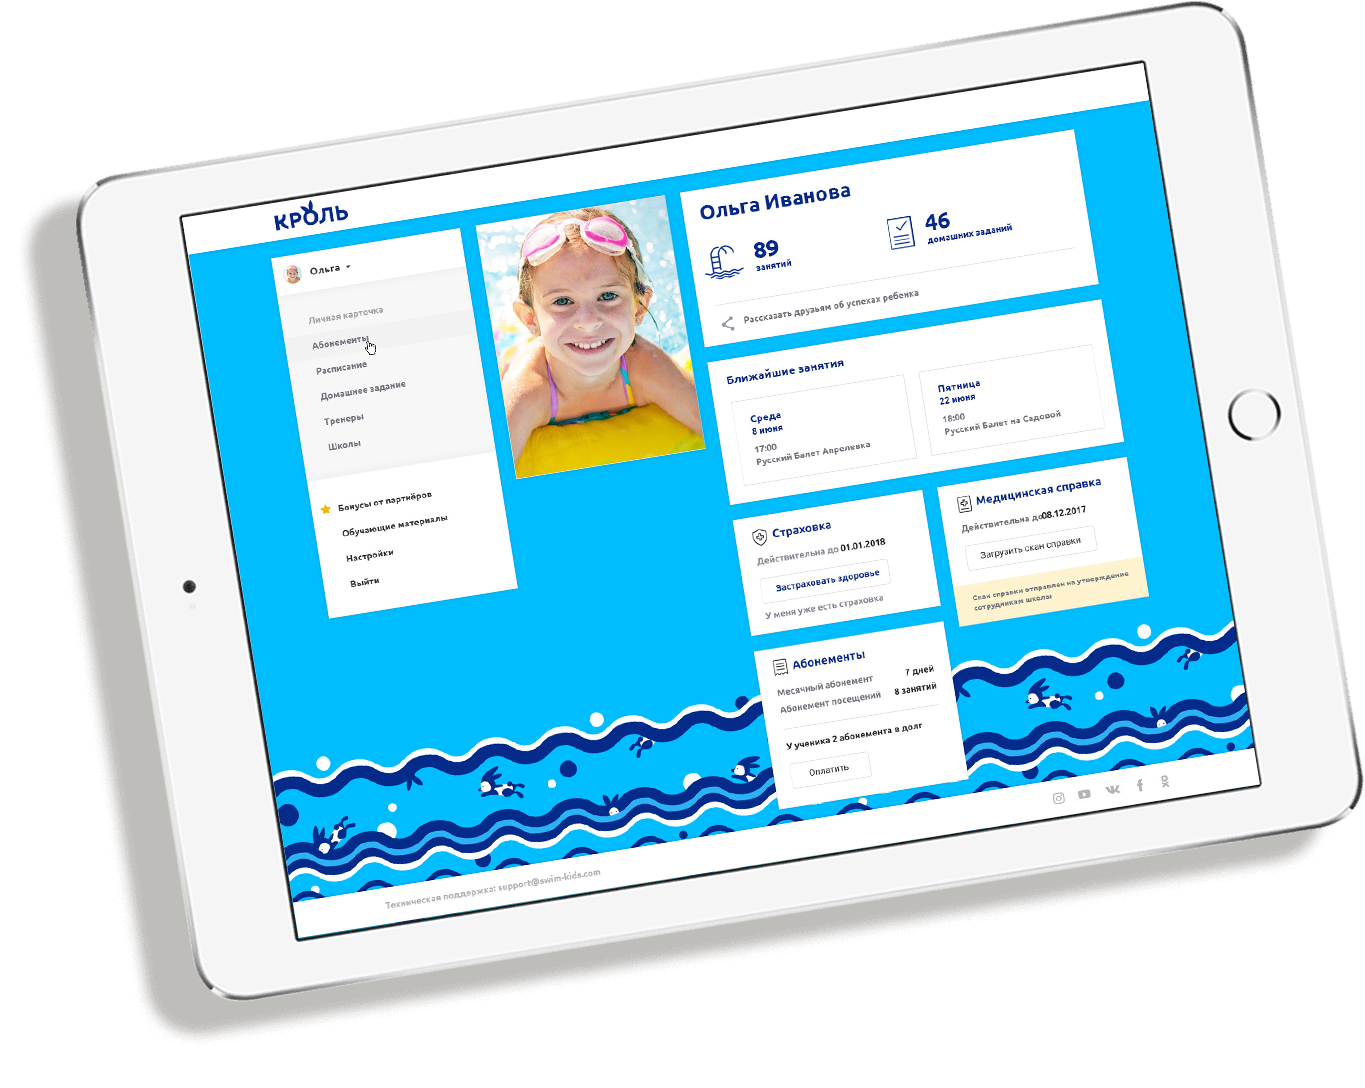 КРОЛЬ
Ольга
Личная карточка
Абонементы
Расписание
Домашнее задание
Тренеры
Школы
Бонусы от партнёров
Обучающие материалы
Настройки
Выйти
Ольга Иванова
89
занятий
46
домашних заданий
Рассказать друзьям об успехах ребенка
Ближайшие занятия
Среда
8 июня
17:00
Русский Балет Апрелевка
Пятница
22 июня
18:00
Русский Балет на Садовой
Страховка
Действительна до 01.01.2018
Застраховать здоровье
У меня уже есть страховка
Медицинская справка
Действительна до 08.12.2017
Загрузить скан справки
Скан справки отправлен на утверждение
сотрудникам школы
Абонементы
Месячный абонемент 7 дней
Абонемент посещений 8 занятий
У ученика 2 абонемента в долг
Оплатить
Техническая поддержка: support@swim-kids.com